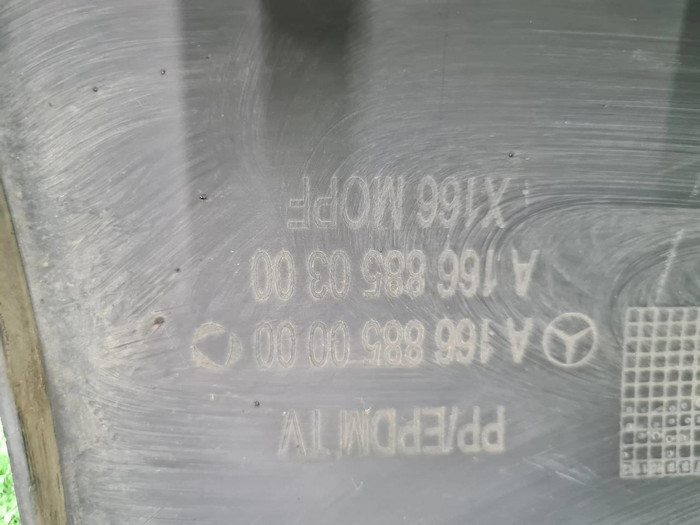 PP/EPDM TV
A 166 885 00 00
A 166 885 03 00
X166 MOPF